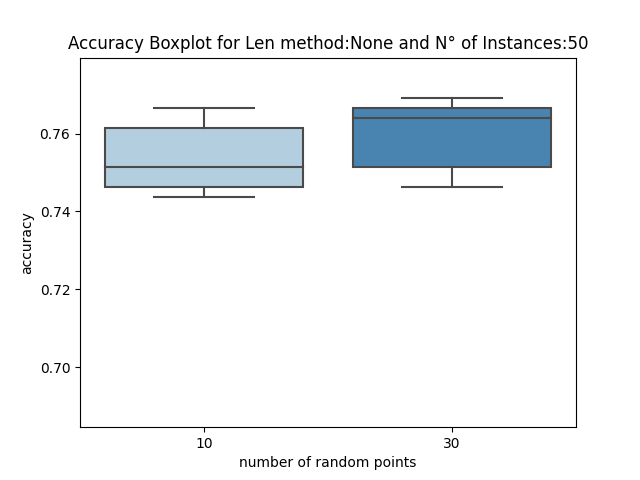 Accuracy Boxplot for Len method:None and N° of Instances:50
0.76
0.74
0.72
0.70
accuracy
10
30
number of random points